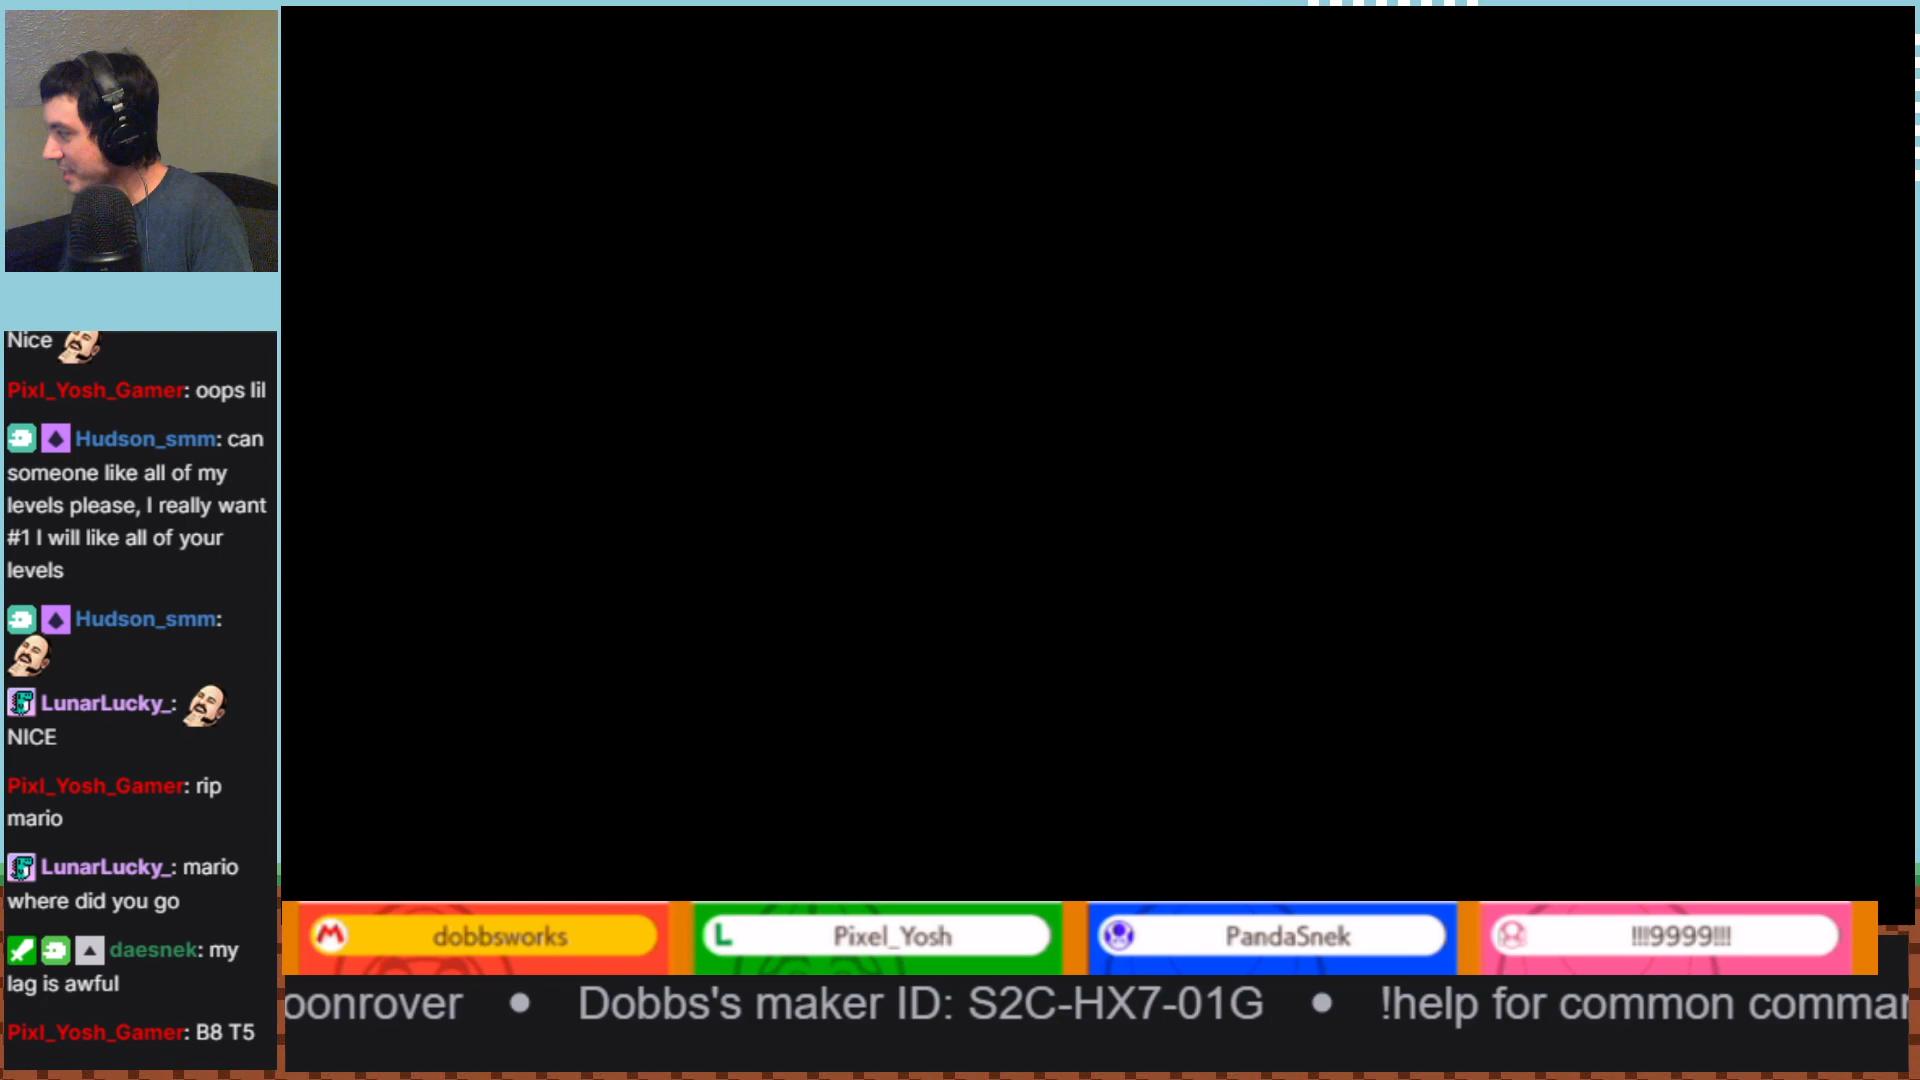 Nice
Pixl_Yosh_Gamer: oops lil
Hudson_smm: can
someone like all of my
levels please, I really want
#1 I will like all of your
levels
Hudson_smm:
LunarLucky_:
NICE
Pixl_Yosh_Gamer: rip
mario
LunarLucky_: mario
where did you go
daesnek: my
lag is awful
Pixl_Yosh_Gamer: B8 T5
M dobbsworks
L Pixel_Yosh
PandaSnek
!!!9999!!!
oonrover • Dobbs's maker ID: S2C-HX7-01G • !help for common commar